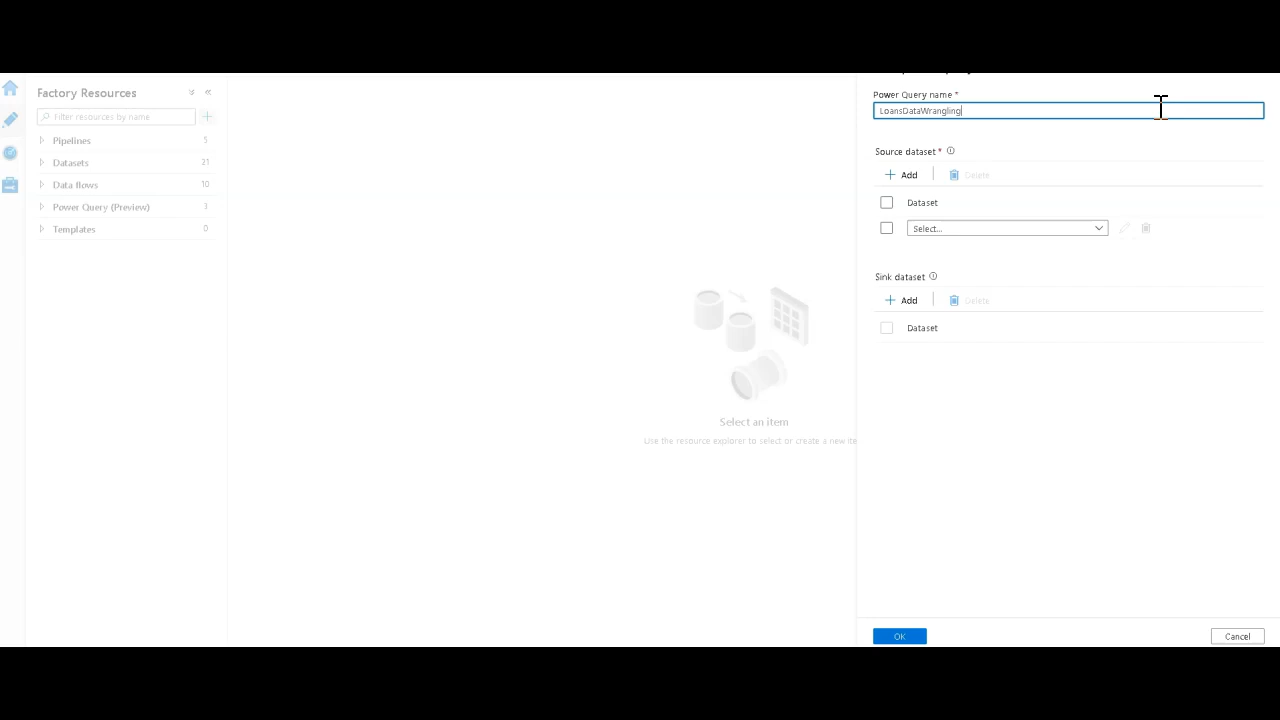 Factory Resources
Filter resources by name
Pipelines 5
Datasets 21
Data flows 10
Power Query (Preview) 3
Templates 0
Select an item
Use the resource explorer to select or create a new ite
Power Query name *
LoansDataWrangling
Source dataset *
Add Delete
Dataset
Select...
Sink dataset
Add Delete
Dataset
OK Cancel